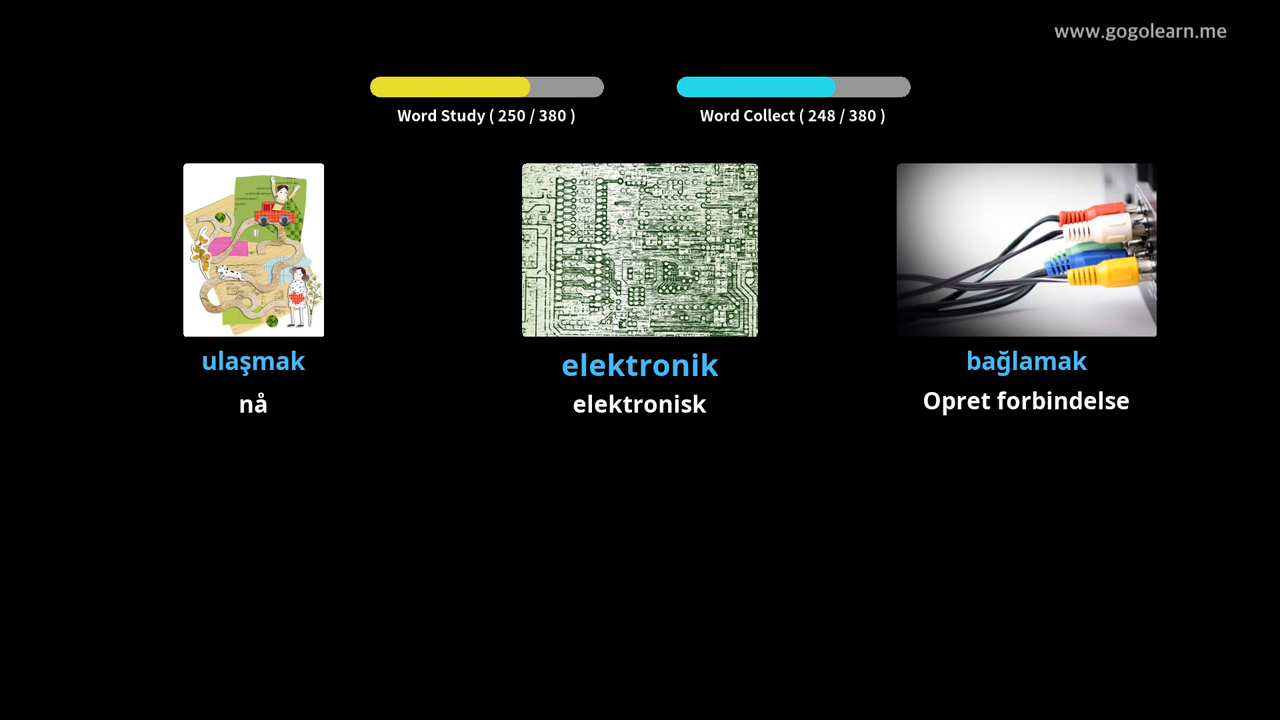 www.gogolearn.me
Word Study ( 250 / 380 )
Word Collect ( 248 / 380 )
ulaşmak
nå
elektronik
elektronisk
bağlamak
Opret forbindelse